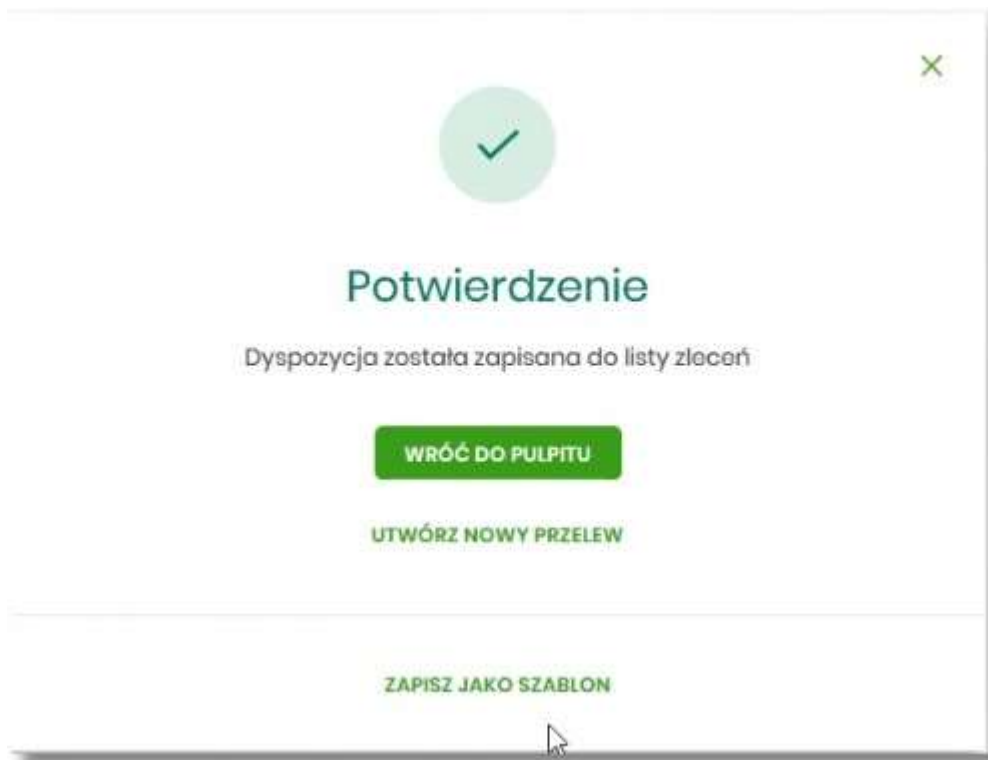 Potwierdzenie
Dyspozycja została zapisana do listy zleceń
WRÓĆ DO PULPITU
UTWÓRZ NOWY PRZELEW
ZAPISZ JAKO SZABLON